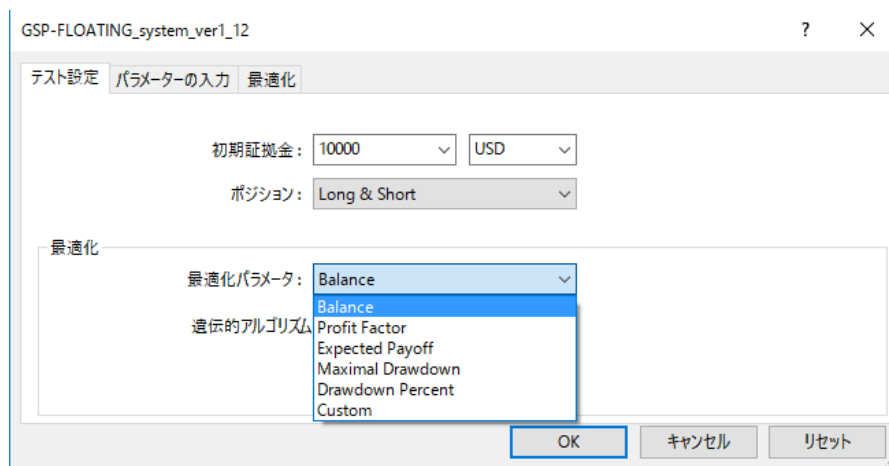 GSP-FLOATING_system_ver1_12
?
テスト設定 パラメーターの入力 最適化
初期証拠金: 10000 USD
ポジション: Long & Short
最適化
最適化パラメータ: Balance
Balance
遺伝的アルゴリズム Profit Factor
Expected Payoff
Maximal Drawdown
Drawdown Percent
Custom
OK キャンセル リセット